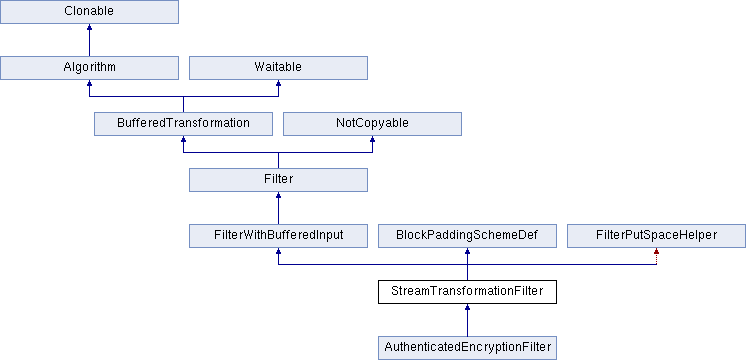 Clonable
Algorithm
Waitable
BufferedTransformation
NotCopyable
Filter
FilterWithBufferedInput
BlockPaddingSchemeDef
FilterPutSpaceHelper
StreamTransformationFilter
AuthenticatedEncryptionFilter